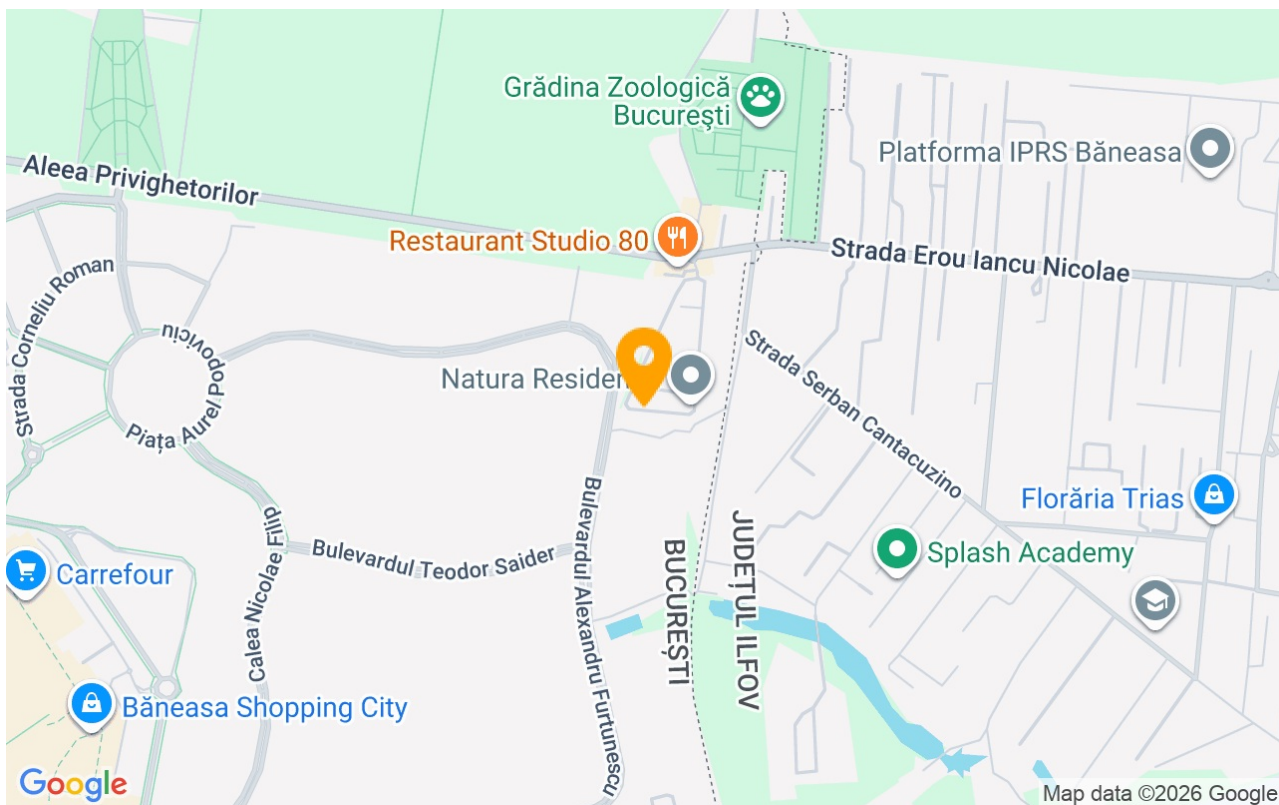 Grădina Zoologică
București
Platforma IPRS Băneasa
Aleea Privighetorilor
Restaurant Studio 80
Strada Erou Iancu Nicolae
Strada Corneliu Roman
Piața Aurel Popoviciu
Strada Serban Cantacuzino
Natura Residen
Calea Nicolae Filip
Bulevardul Teodor Saider
Bulevardul Alexandru Furtunescu
BUCUREȘTI
JUDEȚUL ILFOV
Florăria Trias
Splash Academy
Carrefour
Băneasa Shopping City
Google
Map data ©2026 Google